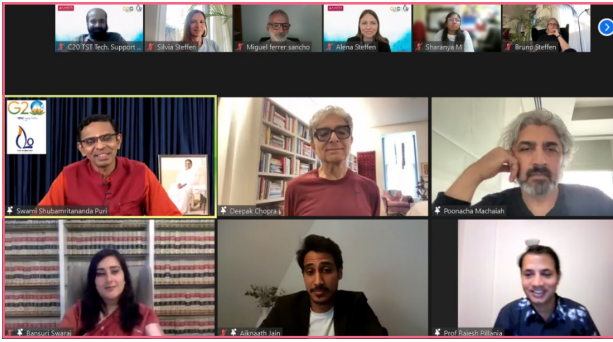 C20 TST Tech. Support ...
Silvia Steffen
Miguel ferrer sancho
Alena Steffen
Sharanya M
Bruno Steffen
G20
Swami Shubamritananda Puri
Deepak Chopra
Poonacha Machaiah
Bansuri Swaraj
Aiknaath Jain
Prof Rajesh Pillania